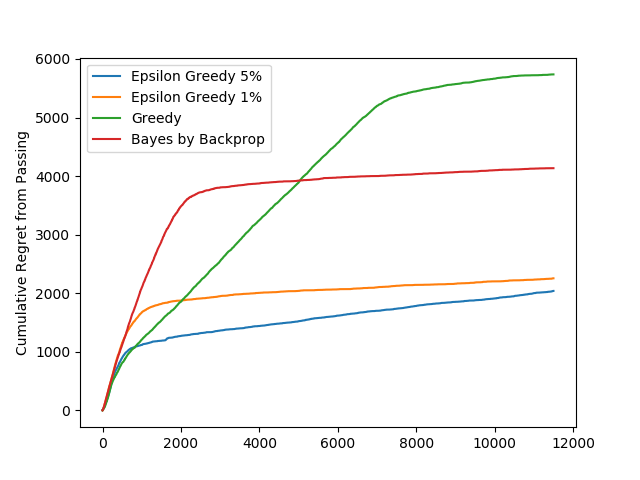 6000
5000
4000
3000
2000
1000
0
Cumulative Regret from Passing
Epsilon Greedy 5%
Epsilon Greedy 1%
Greedy
Bayes by Backprop
0 2000 4000 6000 8000 10000 12000